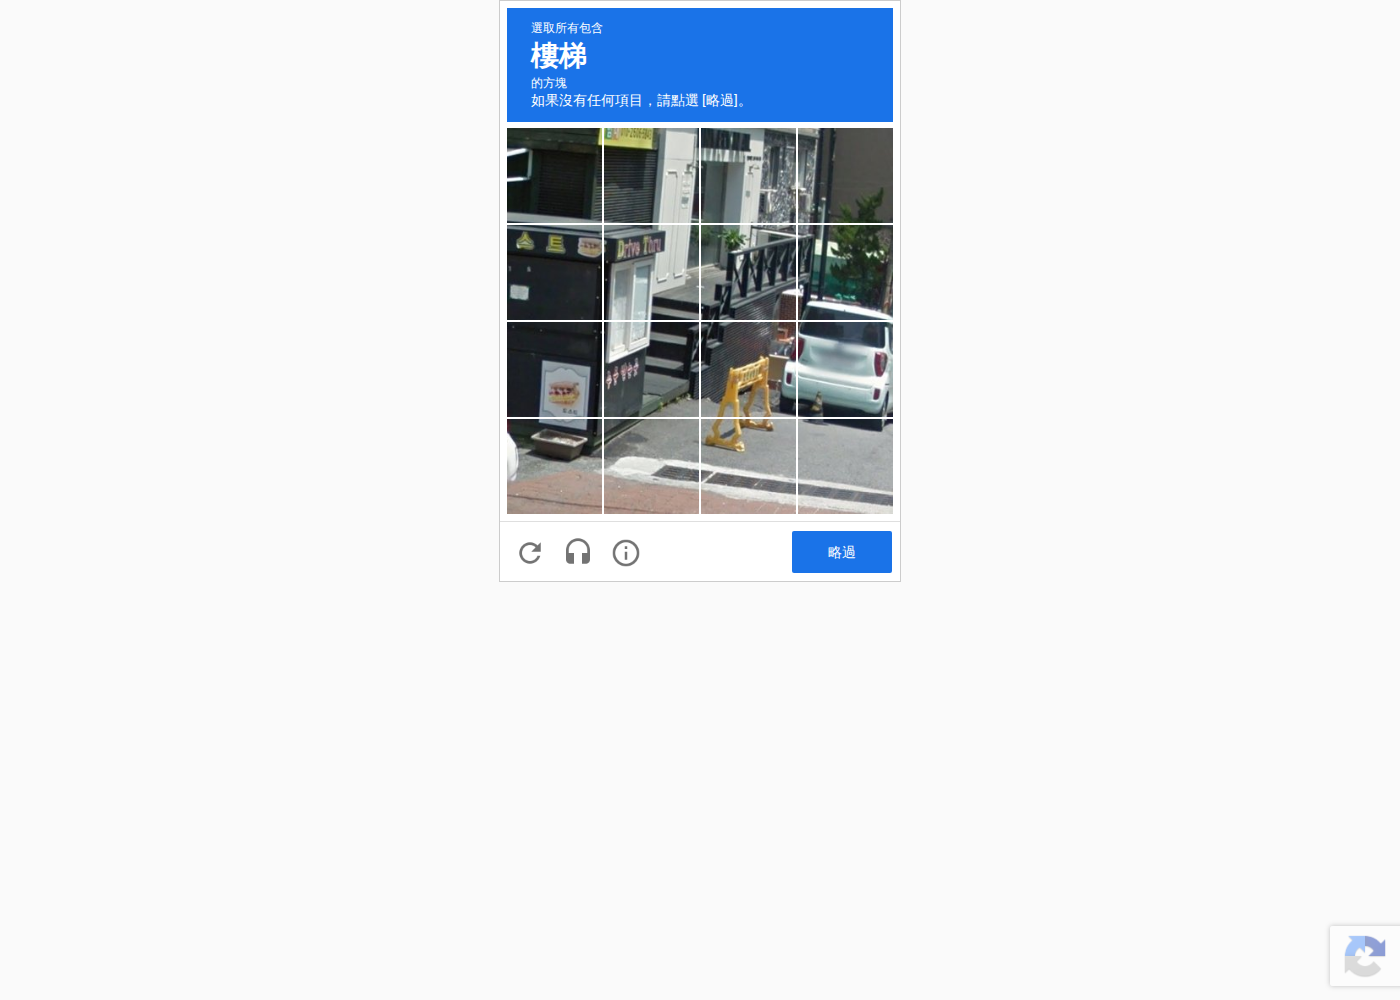 選取所有包含
樓梯
的方塊
如果沒有任何項目，請點選 [略過]。
스 트
Drive Thru
略過